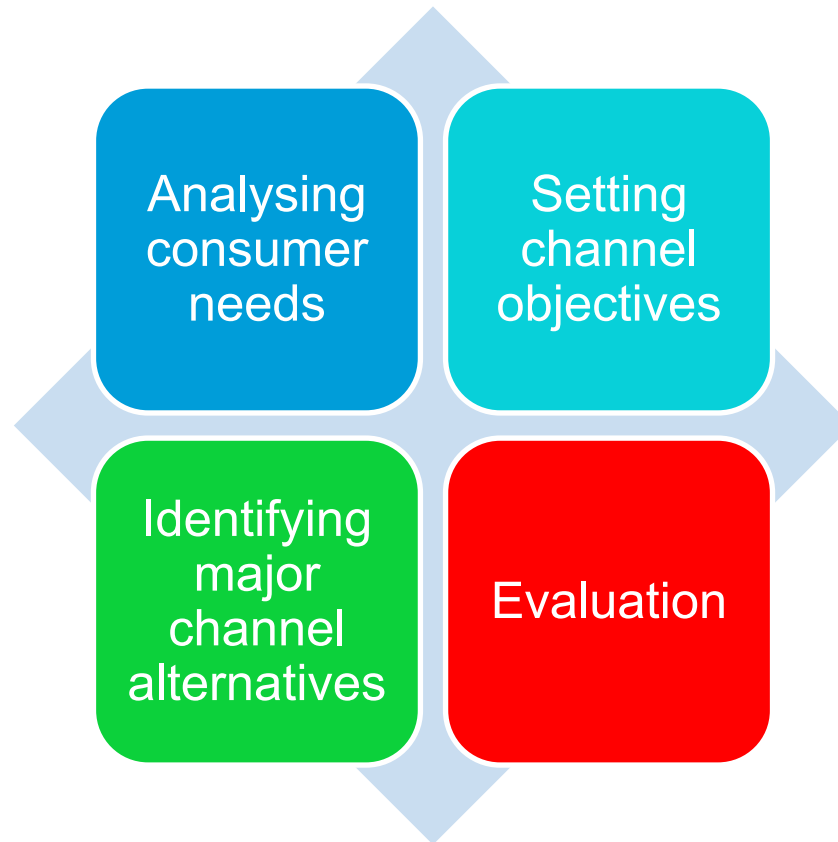 Analysing
consumer
needs
Setting
channel
objectives
Identifying
major
channel
alternatives
Evaluation